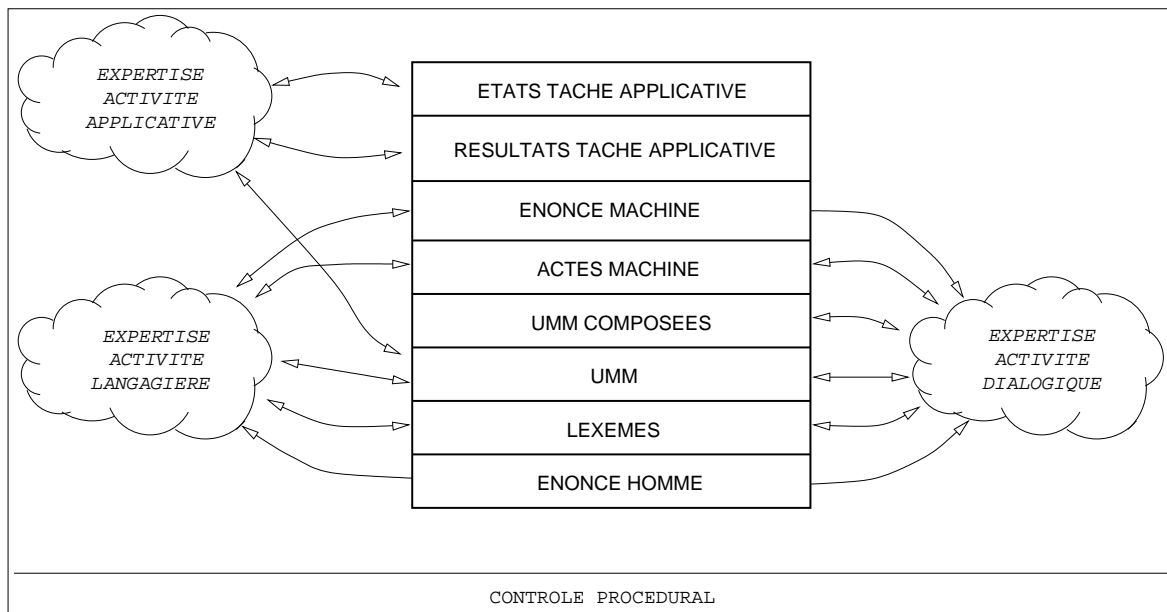 EXPERTISE
ACTIVITE
APPLICATIVE
ETATS TACHE APPLICATIVE
RESULTATS TACHE APPLICATIVE
ENONCE MACHINE
ACTES MACHINE
UMM COMPOSEES
UMM
LEXEMES
ENONCE HOMME
EXPERTISE
ACTIVITE
LANGAGIERE
EXPERTISE
ACTIVITE
DIALOGIQUE
CONTROLE PROCEDURAL